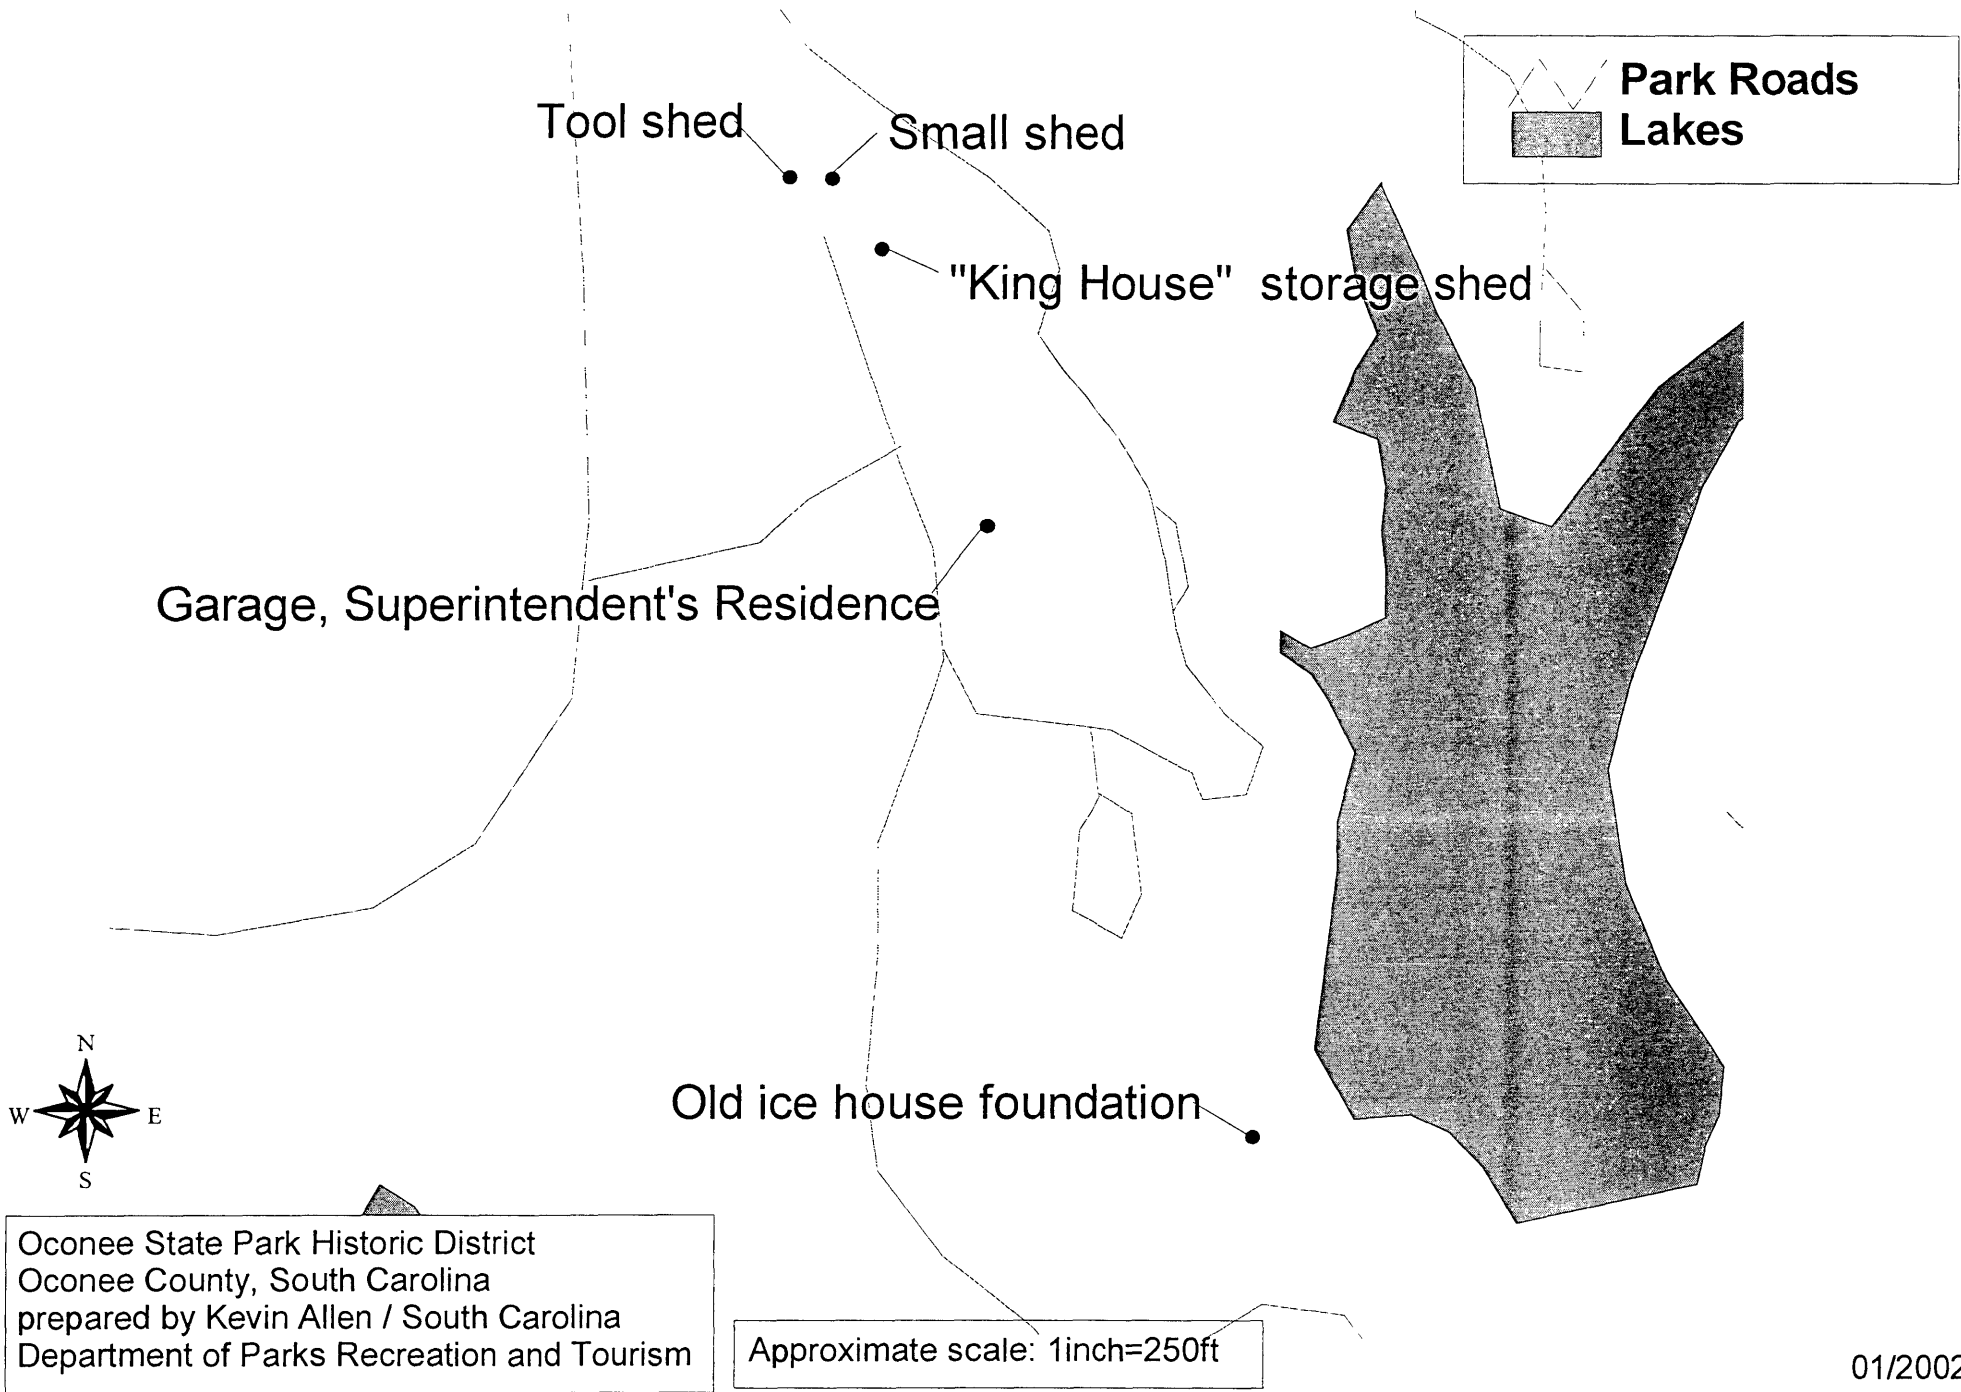 Park Roads
Lakes
Tool shed
Small shed
"King House" storage shed
Garage, Superintendent's Residence
Old ice house foundation
N
W E
S
Oconee State Park Historic District
Oconee County, South Carolina
prepared by Kevin Allen / South Carolina
Department of Parks Recreation and Tourism
Approximate scale: 1inch=250ft
01/2002